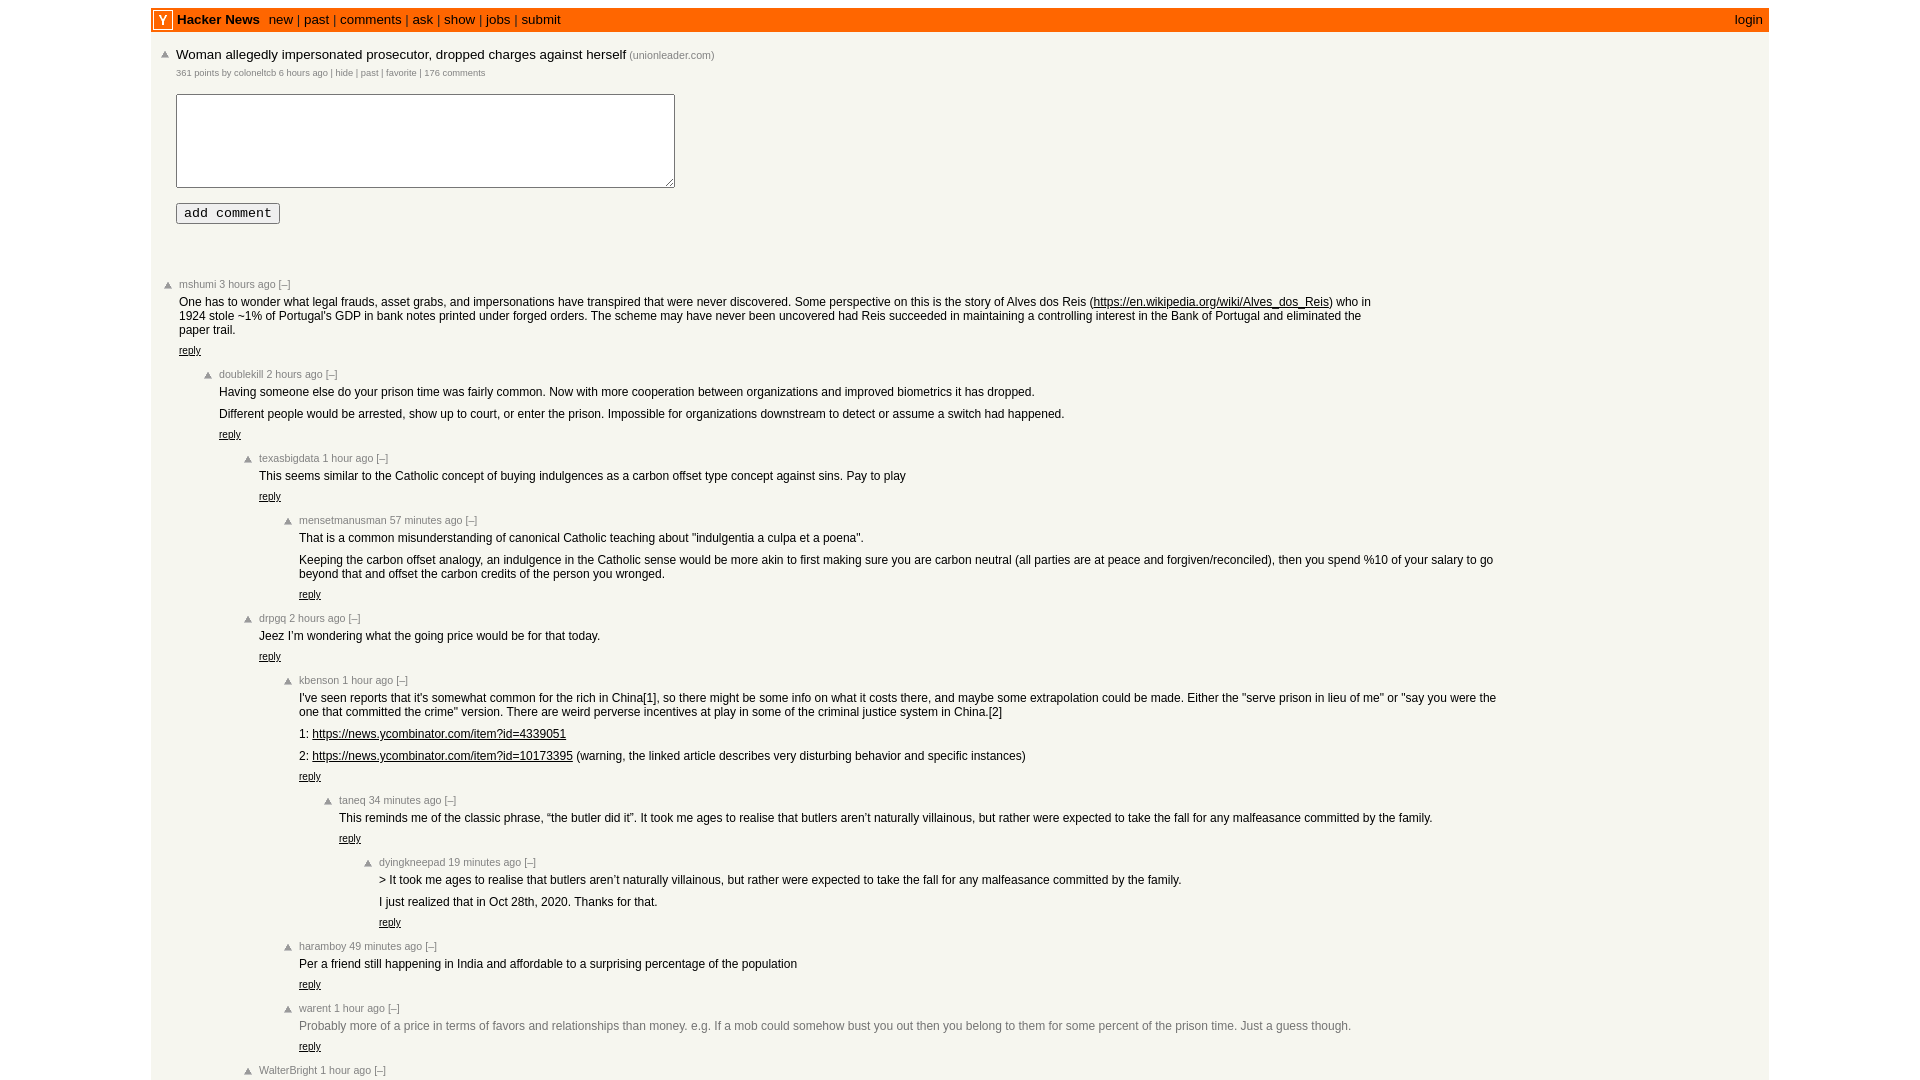 Y Hacker News new | past | comments | ask | show | jobs | submit login
Woman allegedly impersonated prosecutor, dropped charges against herself (unionleader.com)
361 points by coloneltcb 6 hours ago | hide | past | favorite | 176 comments
add comment
mshumi 3 hours ago [–]
One has to wonder what legal frauds, asset grabs, and impersonations have transpired that were never discovered. Some perspective on this is the story of Alves dos Reis (https://en.wikipedia.org/wiki/Alves_dos_Reis) who in
1924 stole ~1% of Portugal's GDP in bank notes printed under forged orders. The scheme may have never been uncovered had Reis succeeded in maintaining a controlling interest in the Bank of Portugal and eliminated the
paper trail.
reply
doublekill 2 hours ago [–]
Having someone else do your prison time was fairly common. Now with more cooperation between organizations and improved biometrics it has dropped.
Different people would be arrested, show up to court, or enter the prison. Impossible for organizations downstream to detect or assume a switch had happened.
reply
texasbigdata 1 hour ago [–]
This seems similar to the Catholic concept of buying indulgences as a carbon offset type concept against sins. Pay to play
reply
mensetmanusman 57 minutes ago [–]
That is a common misunderstanding of canonical Catholic teaching about "indulgentia a culpa et a poena".
Keeping the carbon offset analogy, an indulgence in the Catholic sense would be more akin to first making sure you are carbon neutral (all parties are at peace and forgiven/reconciled), then you spend %10 of your salary to go
beyond that and offset the carbon credits of the person you wronged.
reply
drpgq 2 hours ago [–]
Jeez I’m wondering what the going price would be for that today.
reply
kbenson 1 hour ago [–]
I've seen reports that it's somewhat common for the rich in China[1], so there might be some info on what it costs there, and maybe some extrapolation could be made. Either the "serve prison in lieu of me" or "say you were the
one that committed the crime" version. There are weird perverse incentives at play in some of the criminal justice system in China.[2]
1: https://news.ycombinator.com/item?id=4339051
2: https://news.ycombinator.com/item?id=10173395 (warning, the linked article describes very disturbing behavior and specific instances)
reply
taneq 34 minutes ago [–]
This reminds me of the classic phrase, “the butler did it”. It took me ages to realise that butlers aren’t naturally villainous, but rather were expected to take the fall for any malfeasance committed by the family.
reply
dyingkneepad 19 minutes ago [–]
> It took me ages to realise that butlers aren’t naturally villainous, but rather were expected to take the fall for any malfeasance committed by the family.
I just realized that in Oct 28th, 2020. Thanks for that.
reply
haramboy 49 minutes ago [–]
Per a friend still happening in India and affordable to a surprising percentage of the population
reply
warent 1 hour ago [–]
Probably more of a price in terms of favors and relationships than money. e.g. If a mob could somehow bust you out then you belong to them for some percent of the prison time. Just a guess though.
reply
WalterBright 1 hour ago [–]